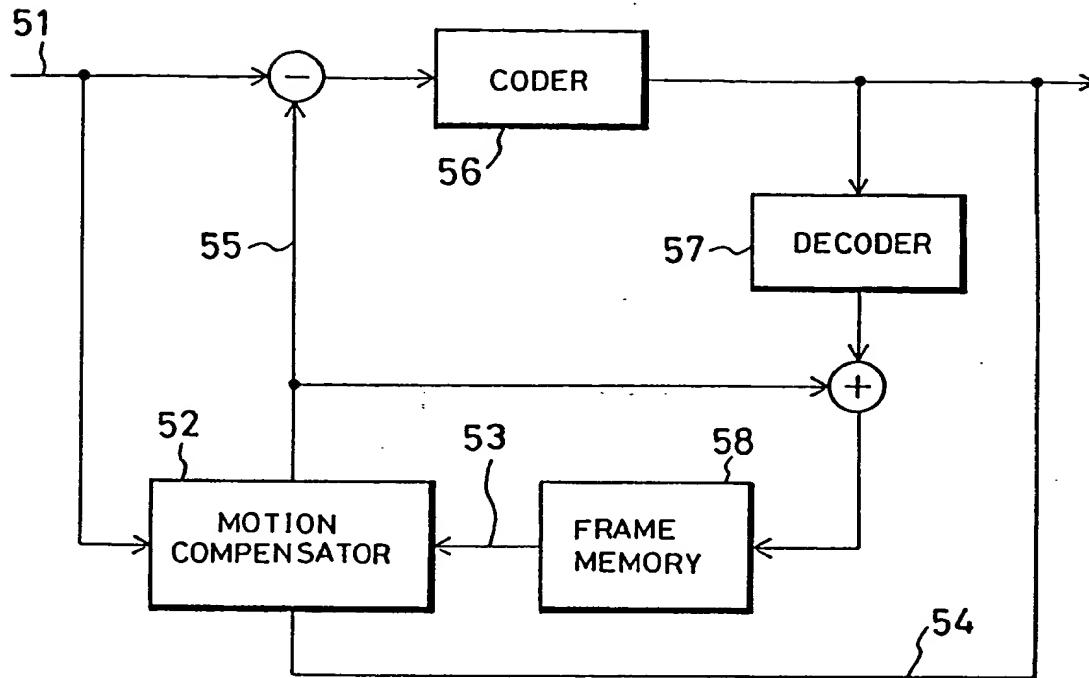 51
−
CODER
56
55
57
DECODER
+
52
53
58
MOTION
COMPENSATOR
FRAME
MEMORY
54